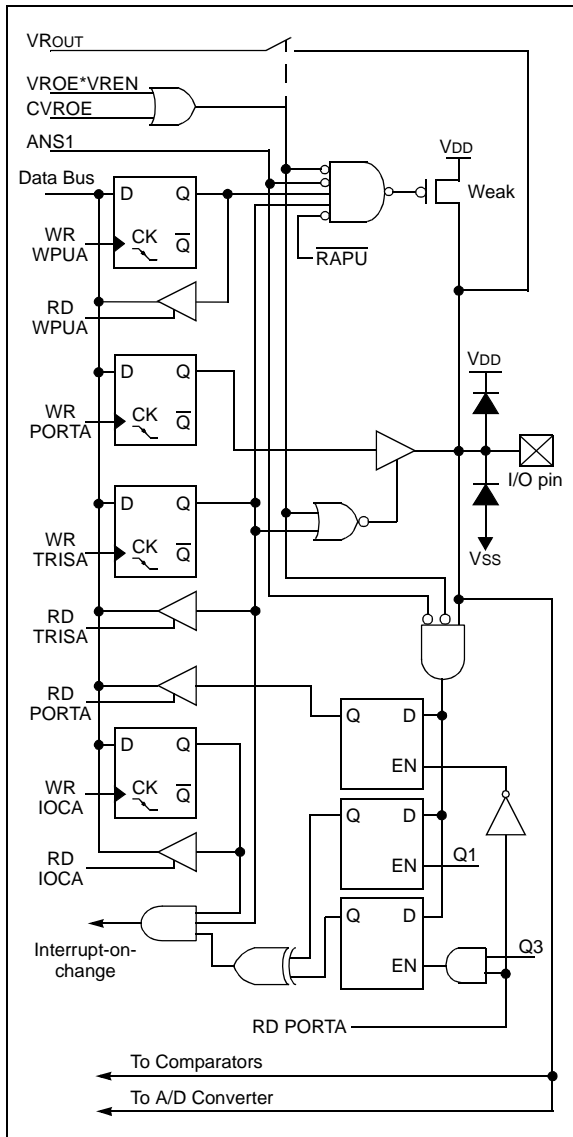 VROUT
VROE*VREN
CVROE
ANS1
Data Bus
D Q
WR
WPUA
CK
Q
RD
WPUA
RAPU
VDD
Weak
D Q
WR
PORTA
CK
Q
VDD
I/O pin
VSS
D Q
WR
TRISA
CK
Q
RD
TRISA
RD
PORTA
Q D
EN
D Q
WR
IOCA
CK
Q
RD
IOCA
Q D
EN
Q1
Q D
EN
Q3
Interrupt-on-
change
RD PORTA
To Comparators
To A/D Converter